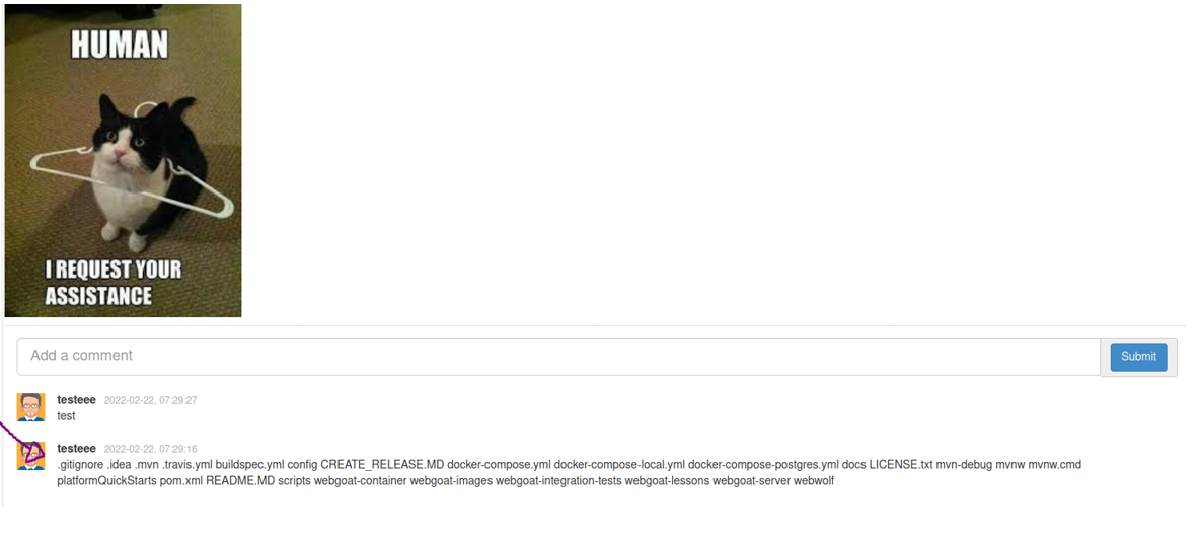 HUMAN
I REQUEST YOUR
ASSISTANCE
Add a comment
Submit
testeee 2022-02-22, 07:29:27
test
testeee 2022-02-22, 07:29:16
.gitignore .idea .mvn .travis.yml buildspec.yml config CREATE_RELEASE.MD docker-compose.yml docker-compose-local.yml docker-compose-postgres.yml docs LICENSE.txt mvn-debug mvnw mvnw.cmd
platformQuickStarts pom.xml README.MD scripts webgoat-container webgoat-images webgoat-integration-tests webgoat-lessons webgoat-server webwolf